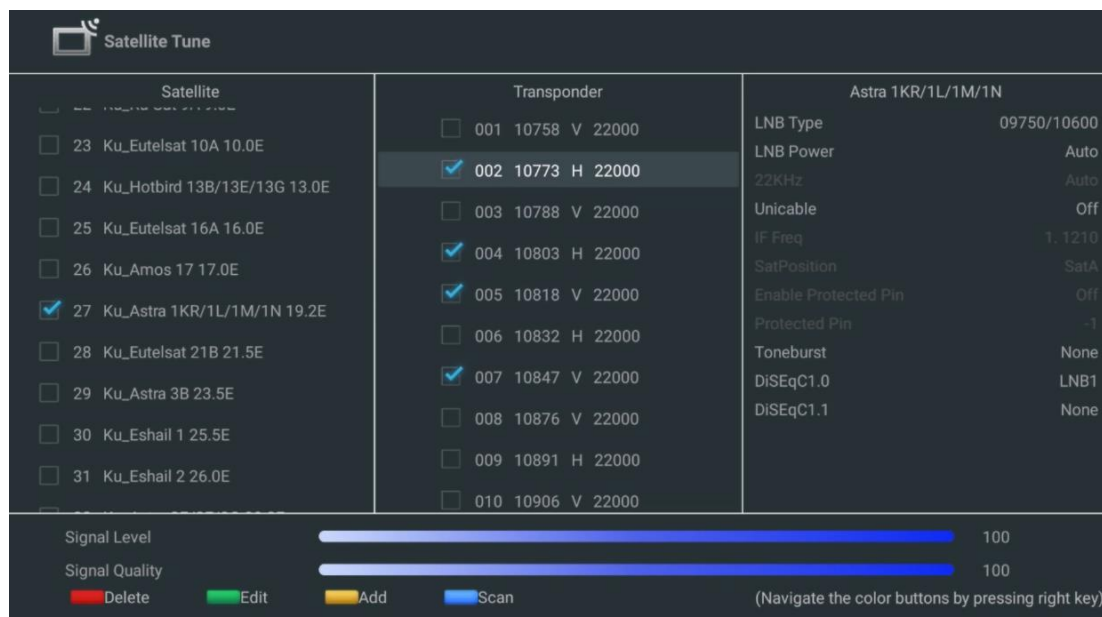 Satellite Tune
Satellite
23 Ku_Eutelsat 10A 10.0E
24 Ku_Hotbird 13B/13E/13G 13.0E
25 Ku_Eutelsat 16A 16.0E
26 Ku_Amos 17 17.0E
27 Ku_Astra 1KR/1L/1M/1N 19.2E
28 Ku_Eutelsat 21B 21.5E
29 Ku_Astra 3B 23.5E
30 Ku_Eshail 1 25.5E
31 Ku_Eshail 2 26.0E
Transponder
001 10758 V 22000
002 10773 H 22000
003 10788 V 22000
004 10803 H 22000
005 10818 V 22000
006 10832 H 22000
007 10847 V 22000
008 10876 V 22000
009 10891 H 22000
010 10906 V 22000
Astra 1KR/1L/1M/1N
LNB Type 09750/10600
LNB Power Auto
22KHz Auto
Unicable Off
IF Freq 1. 1210
SatPosition SatA
Enable Protected Pin Off
Protected Pin -1
Toneburst None
DiSEqC1.0 LNB1
DiSEqC1.1 None
Signal Level 100
Signal Quality 100
Delete Edit Add Scan (Navigate the color buttons by pressing right key)